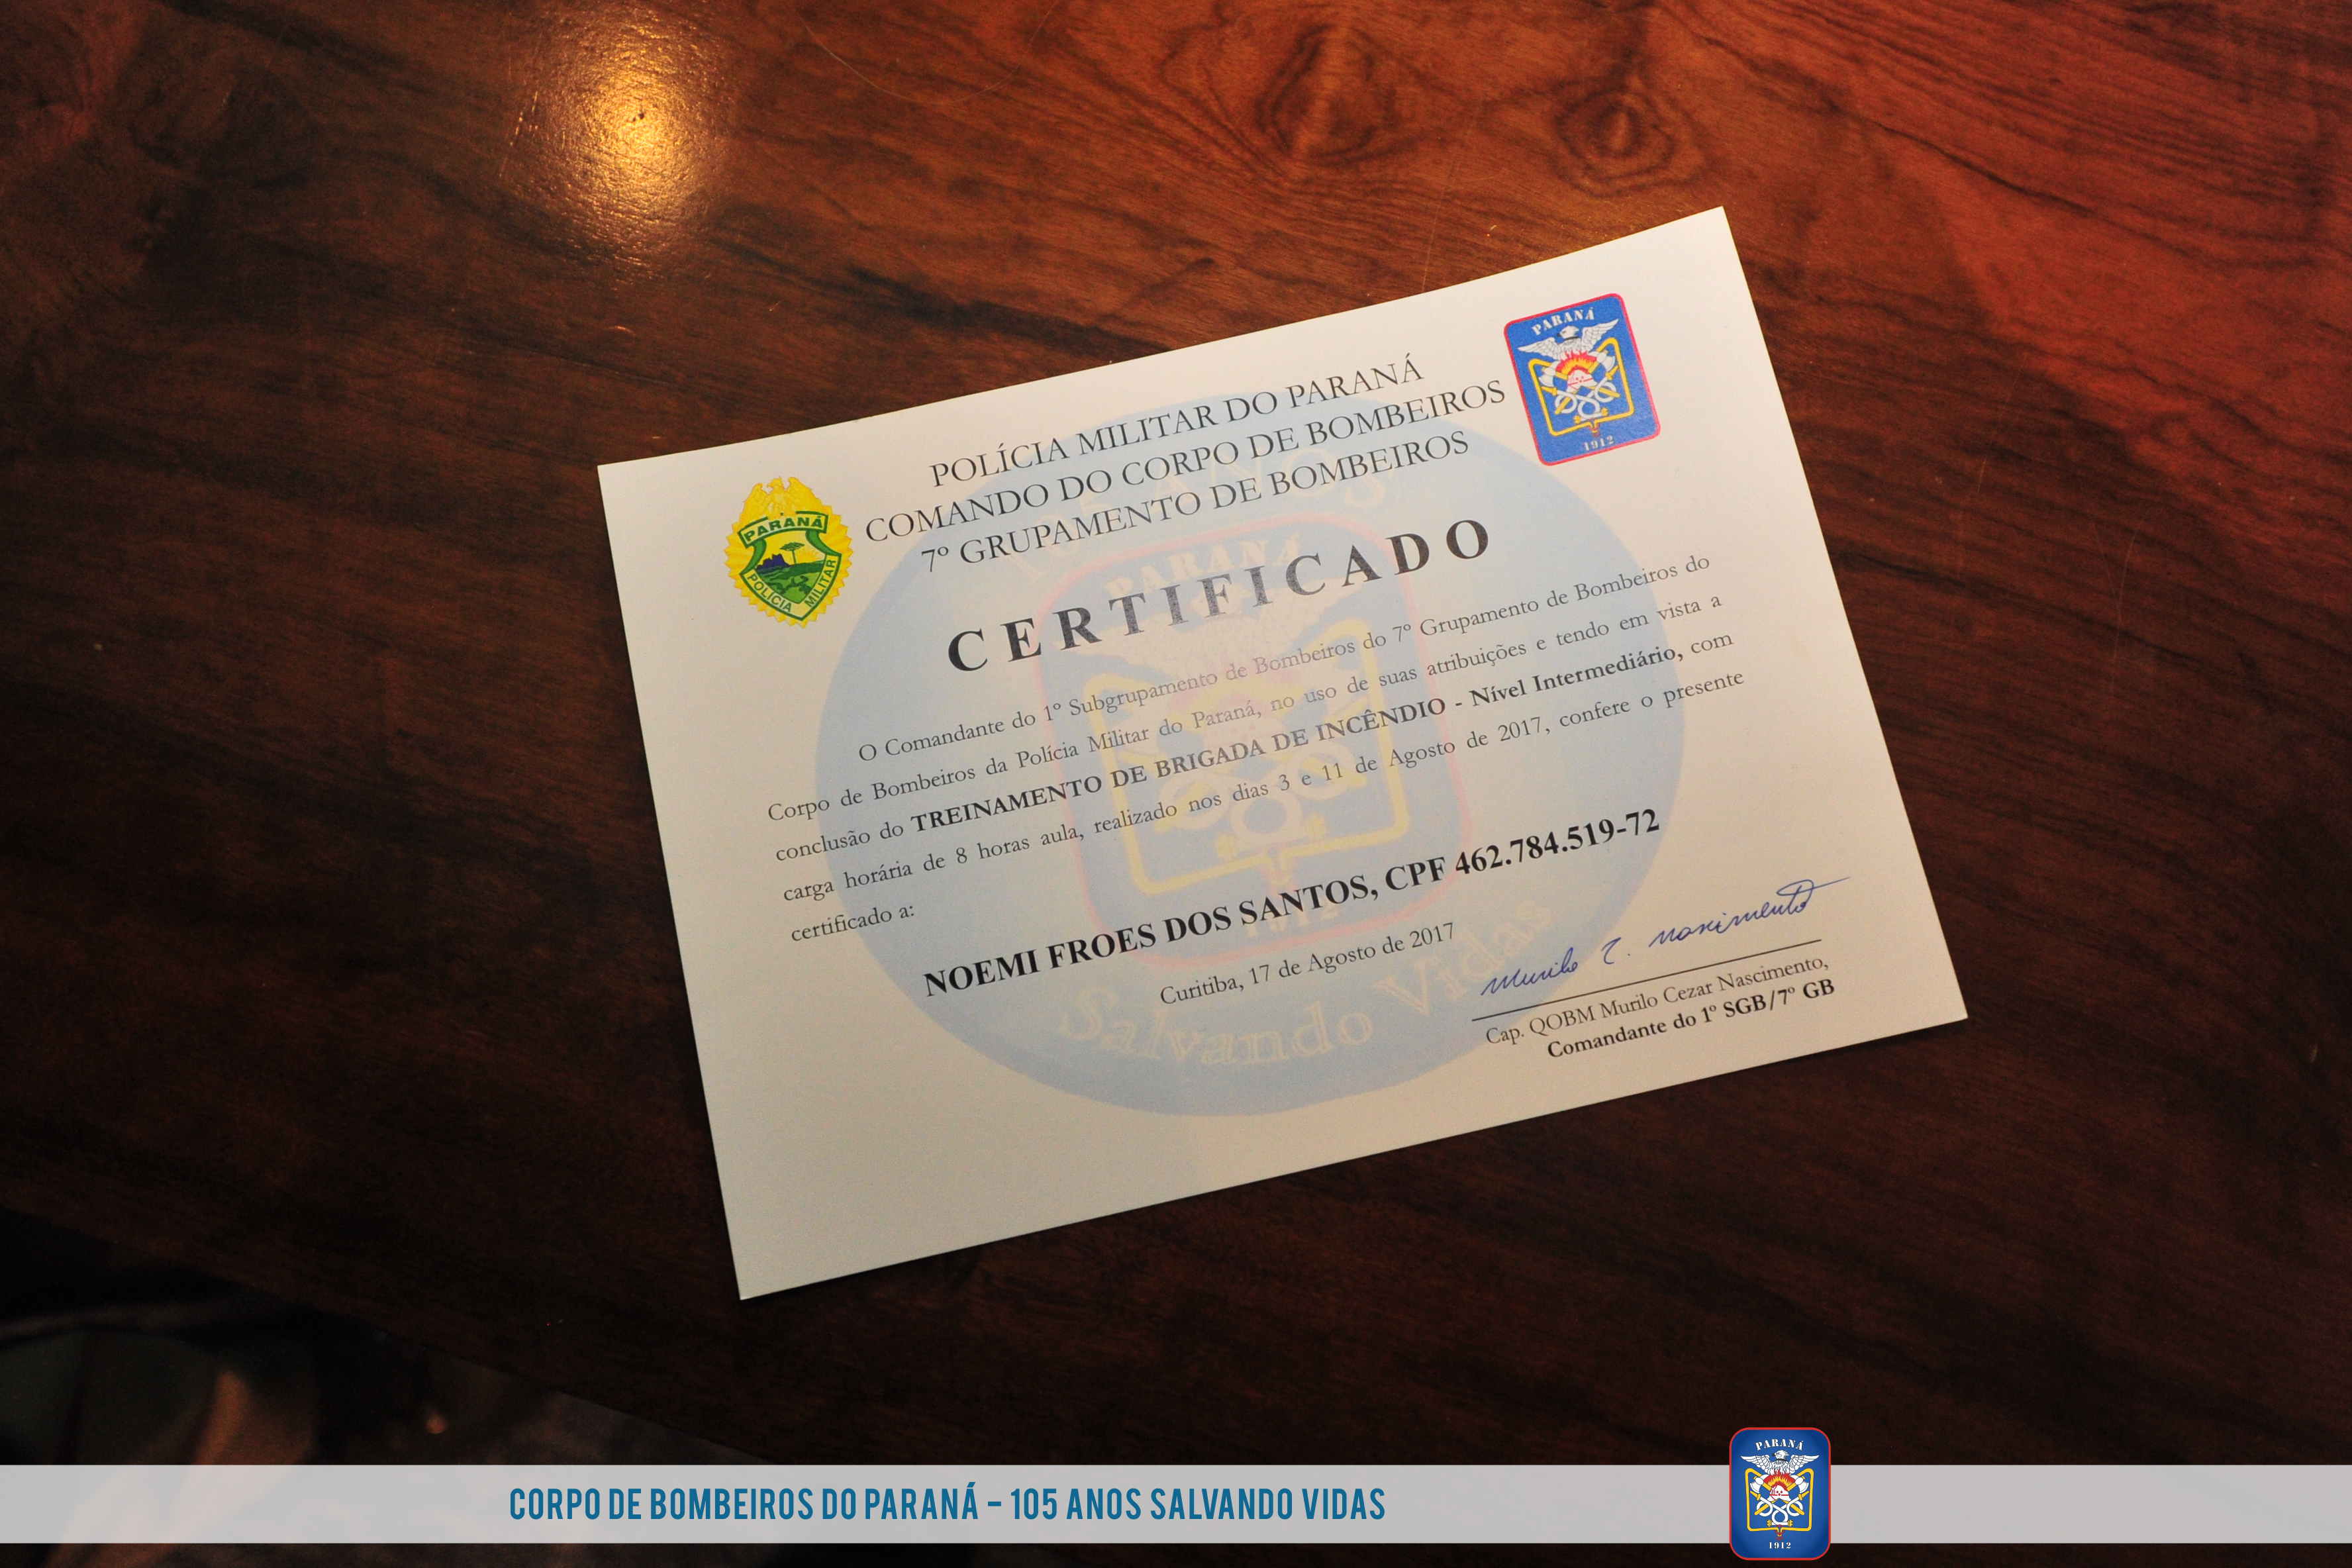 POLÍCIA MILITAR DO PARANÁ
COMANDO DO CORPO DE BOMBEIROS
7º GRUPAMENTO DE BOMBEIROS
PARANÁ
1912
PARANÁ
POLÍCIA MILITAR
CERTIFICADO
O Comandante do 1º Subgrupamento de Bombeiros do 7º Grupamento de Bombeiros do
Corpo de Bombeiros da Polícia Militar do Paraná, no uso de suas atribuições e tendo em vista a
conclusão do TREINAMENTO DE BRIGADA DE INCÊNDIO - Nível Intermediário, com
carga horária de 8 horas aula, realizado nos dias 3 e 11 de Agosto de 2017, confere o presente
certificado a:
NOEMI FROES DOS SANTOS, CPF 462.784.519-72
Curitiba, 17 de Agosto de 2017
Murilo C. Nascimento
Cap. QOBM Murilo Cezar Nascimento,
Comandante do 1º SGB/7º GB
PARANÁ
Salvando Vidas
CORPO DE BOMBEIROS DO PARANÁ - 105 ANOS SALVANDO VIDAS
PARANÁ
1912